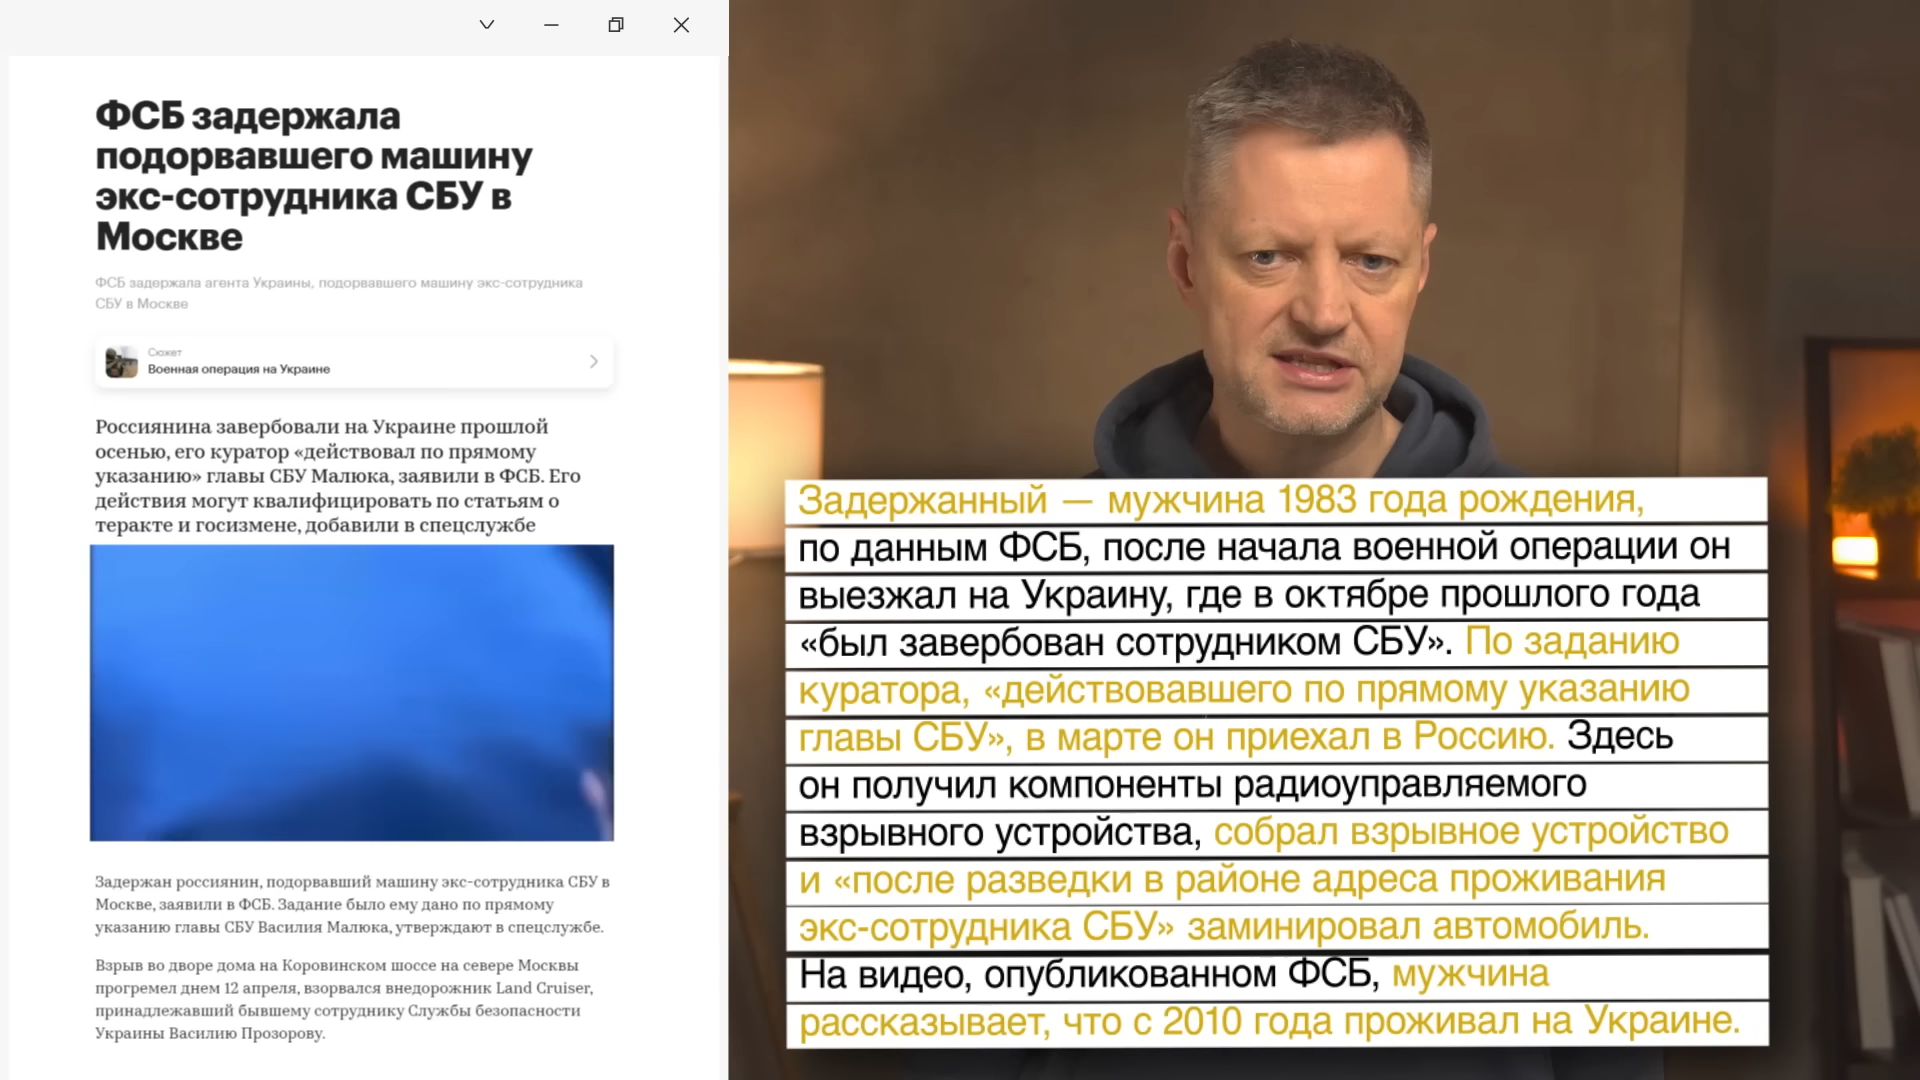 ФСБ задержала
подорвавшего машину
экс-сотрудника СБУ в
Москве
ФСБ задержала агента Украины, подорвавшего машину экс-сотрудника
СБУ в Москве
Сюжет
Военная операция на Украине
Россиянина завербовали на Украине прошлой
осенью, его куратор «действовал по прямому
указанию» главы СБУ Малюка, заявили в ФСБ. Его
действия могут квалифицировать по статьям о
теракте и госизмене, добавили в спецслужбе
Задержан россиянин, подорвавший машину экс-сотрудника СБУ в
Москве, заявили в ФСБ. Задание было ему дано по прямому
указанию главы СБУ Василия Малюка, утверждают в спецслужбе.
Взрыв во дворе дома на Коровинском шоссе на севере Москвы
прогремел днем 12 апреля, взорвался внедорожник Land Cruiser,
принадлежавший бывшему сотруднику Службы безопасности
Украины Василию Прозорову.
Задержанный — мужчина 1983 года рождения,
по данным ФСБ, после начала военной операции он
выезжал на Украину, где в октябре прошлого года
«был завербован сотрудником СБУ». По заданию
куратора, «действовавшего по прямому указанию
главы СБУ», в марте он приехал в Россию. Здесь
он получил компоненты радиоуправляемого
взрывного устройства, собрал взрывное устройство
и «после разведки в районе адреса проживания
экс-сотрудника СБУ» заминировал автомобиль.
На видео, опубликованном ФСБ, мужчина
рассказывает, что с 2010 года проживал на Украине.